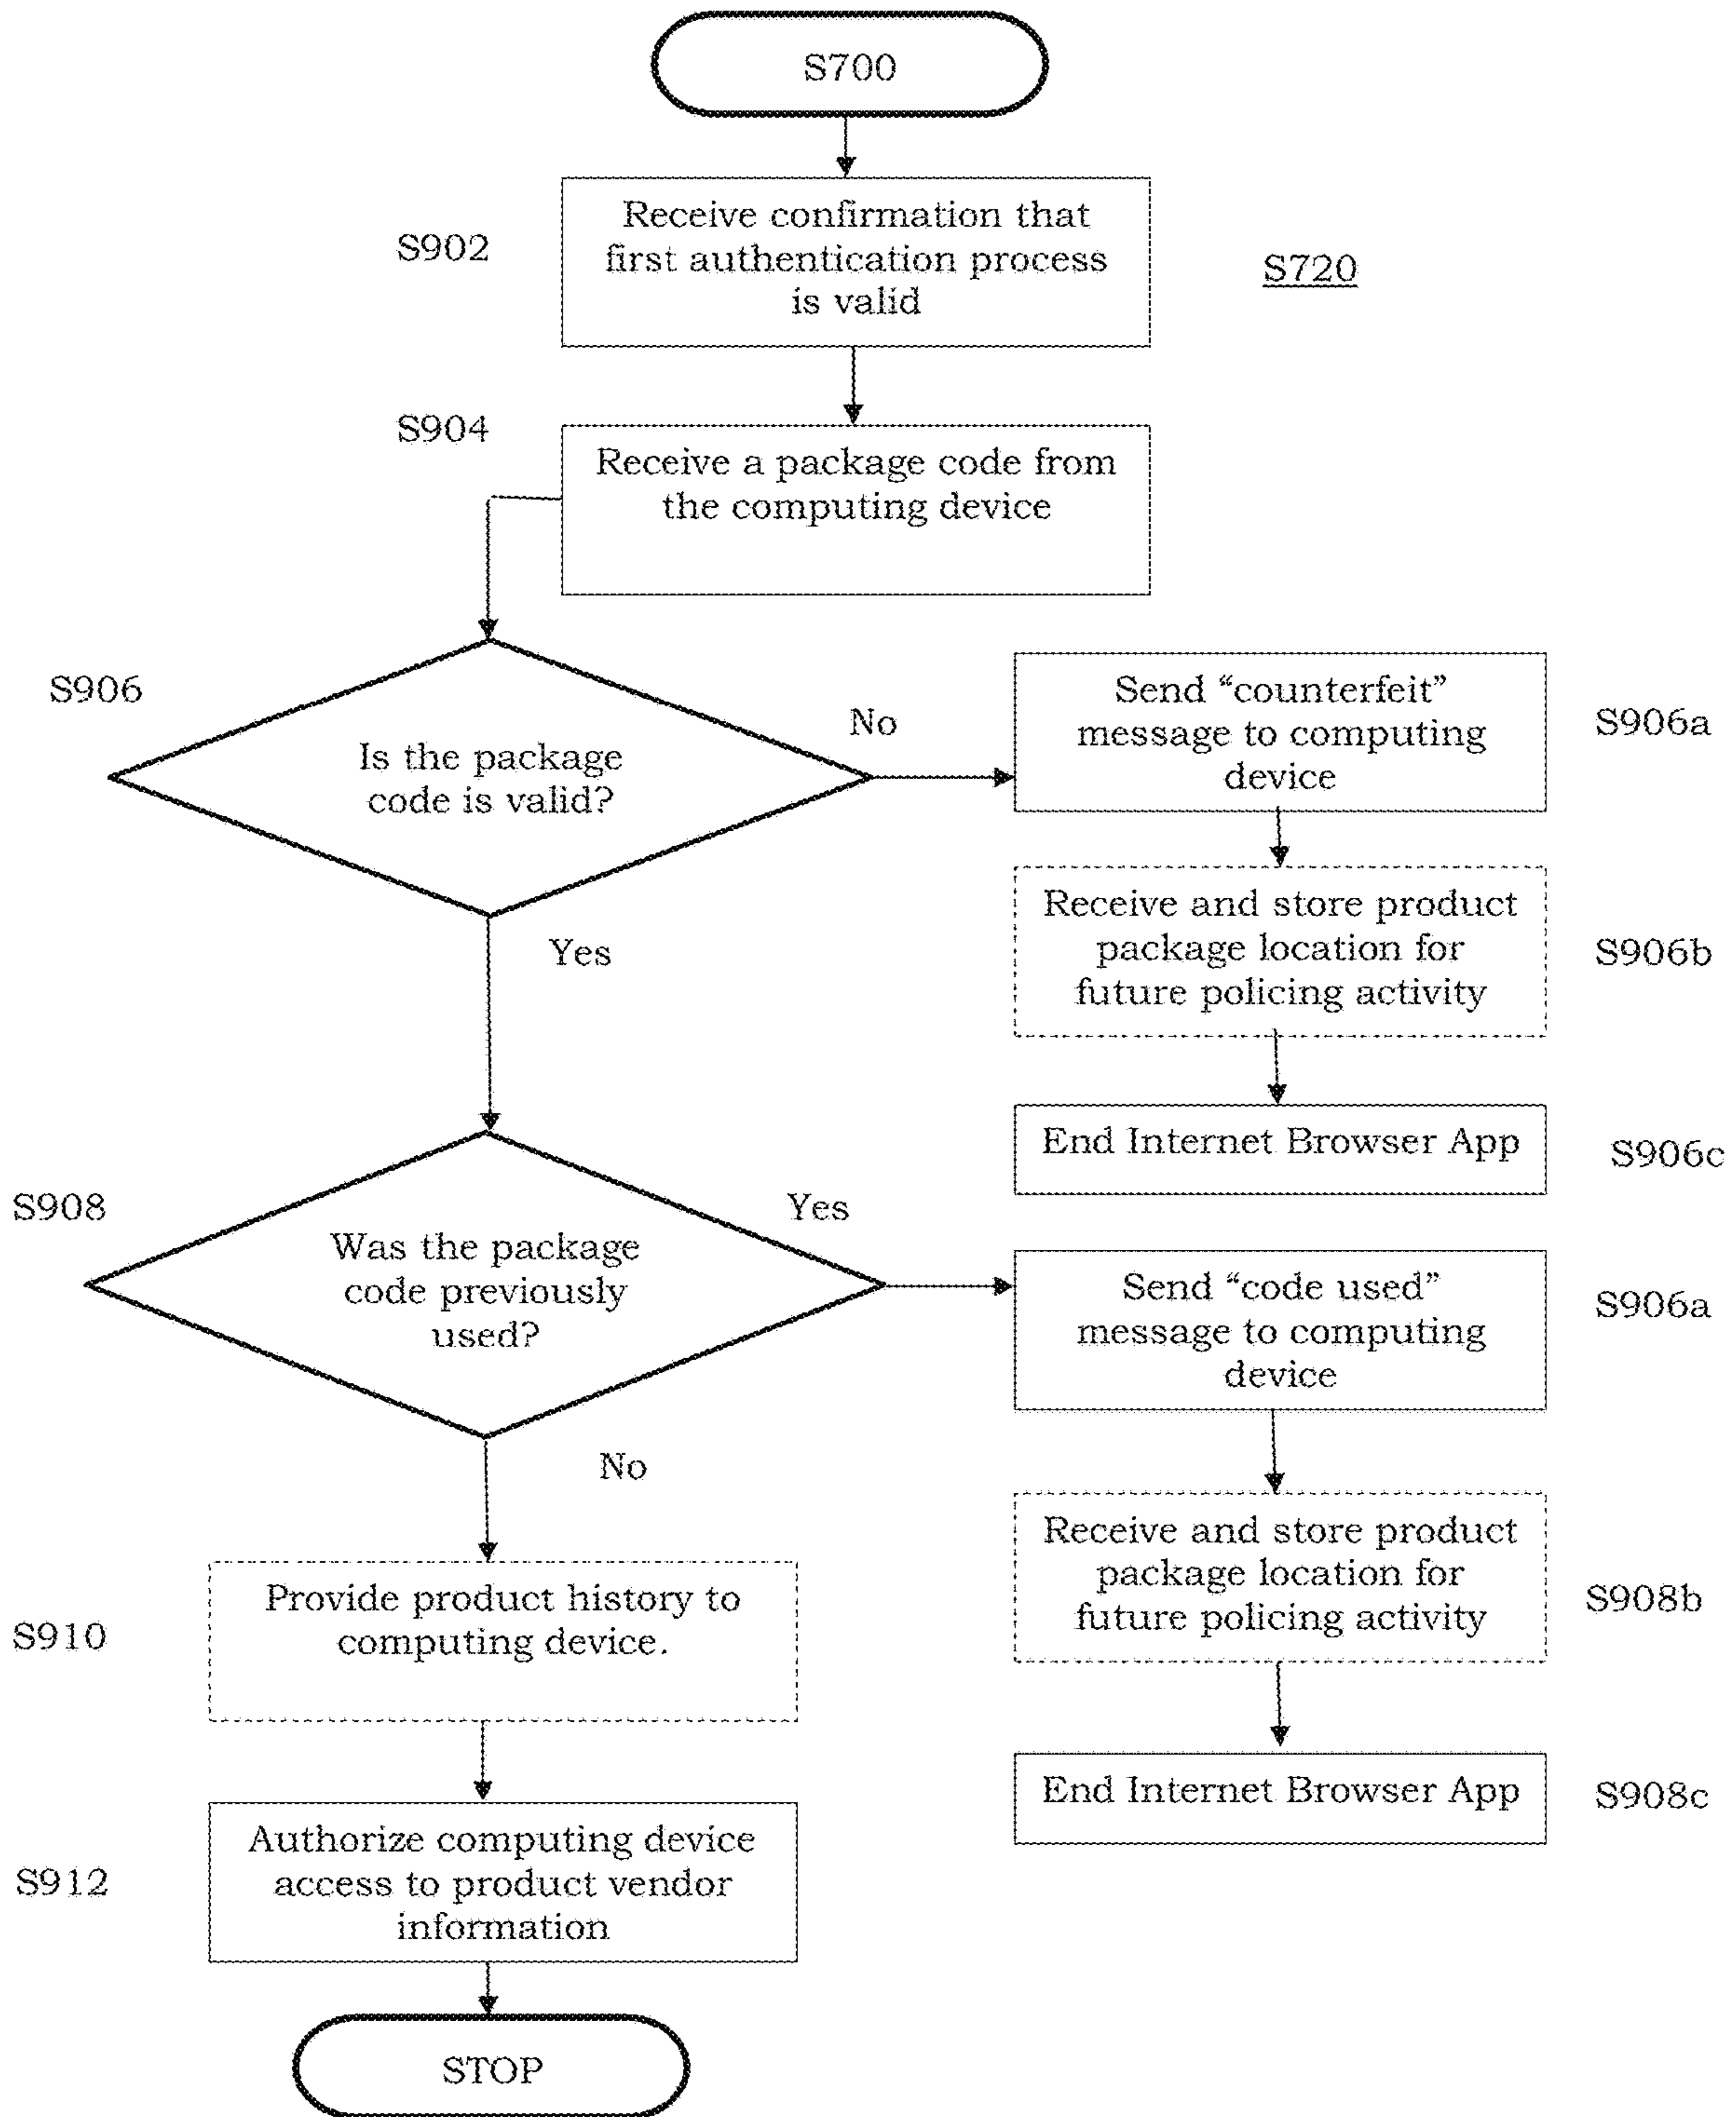 S700
S902
Receive confirmation that
first authentication process
is valid
S720
S904
Receive a package code from
the computing device
S906
Is the package
code is valid?
No
Yes
Send “counterfeit”
message to computing
device
S906a
Receive and store product
package location for
future policing activity
S906b
End Internet Browser App
S906c
S908
Was the package
code previously
used?
Yes
No
Send “code used”
message to computing
device
S906a
Receive and store product
package location for
future policing activity
S908b
End Internet Browser App
S908c
S910
Provide product history to
computing device.
S912
Authorize computing device
access to product vendor
information
STOP